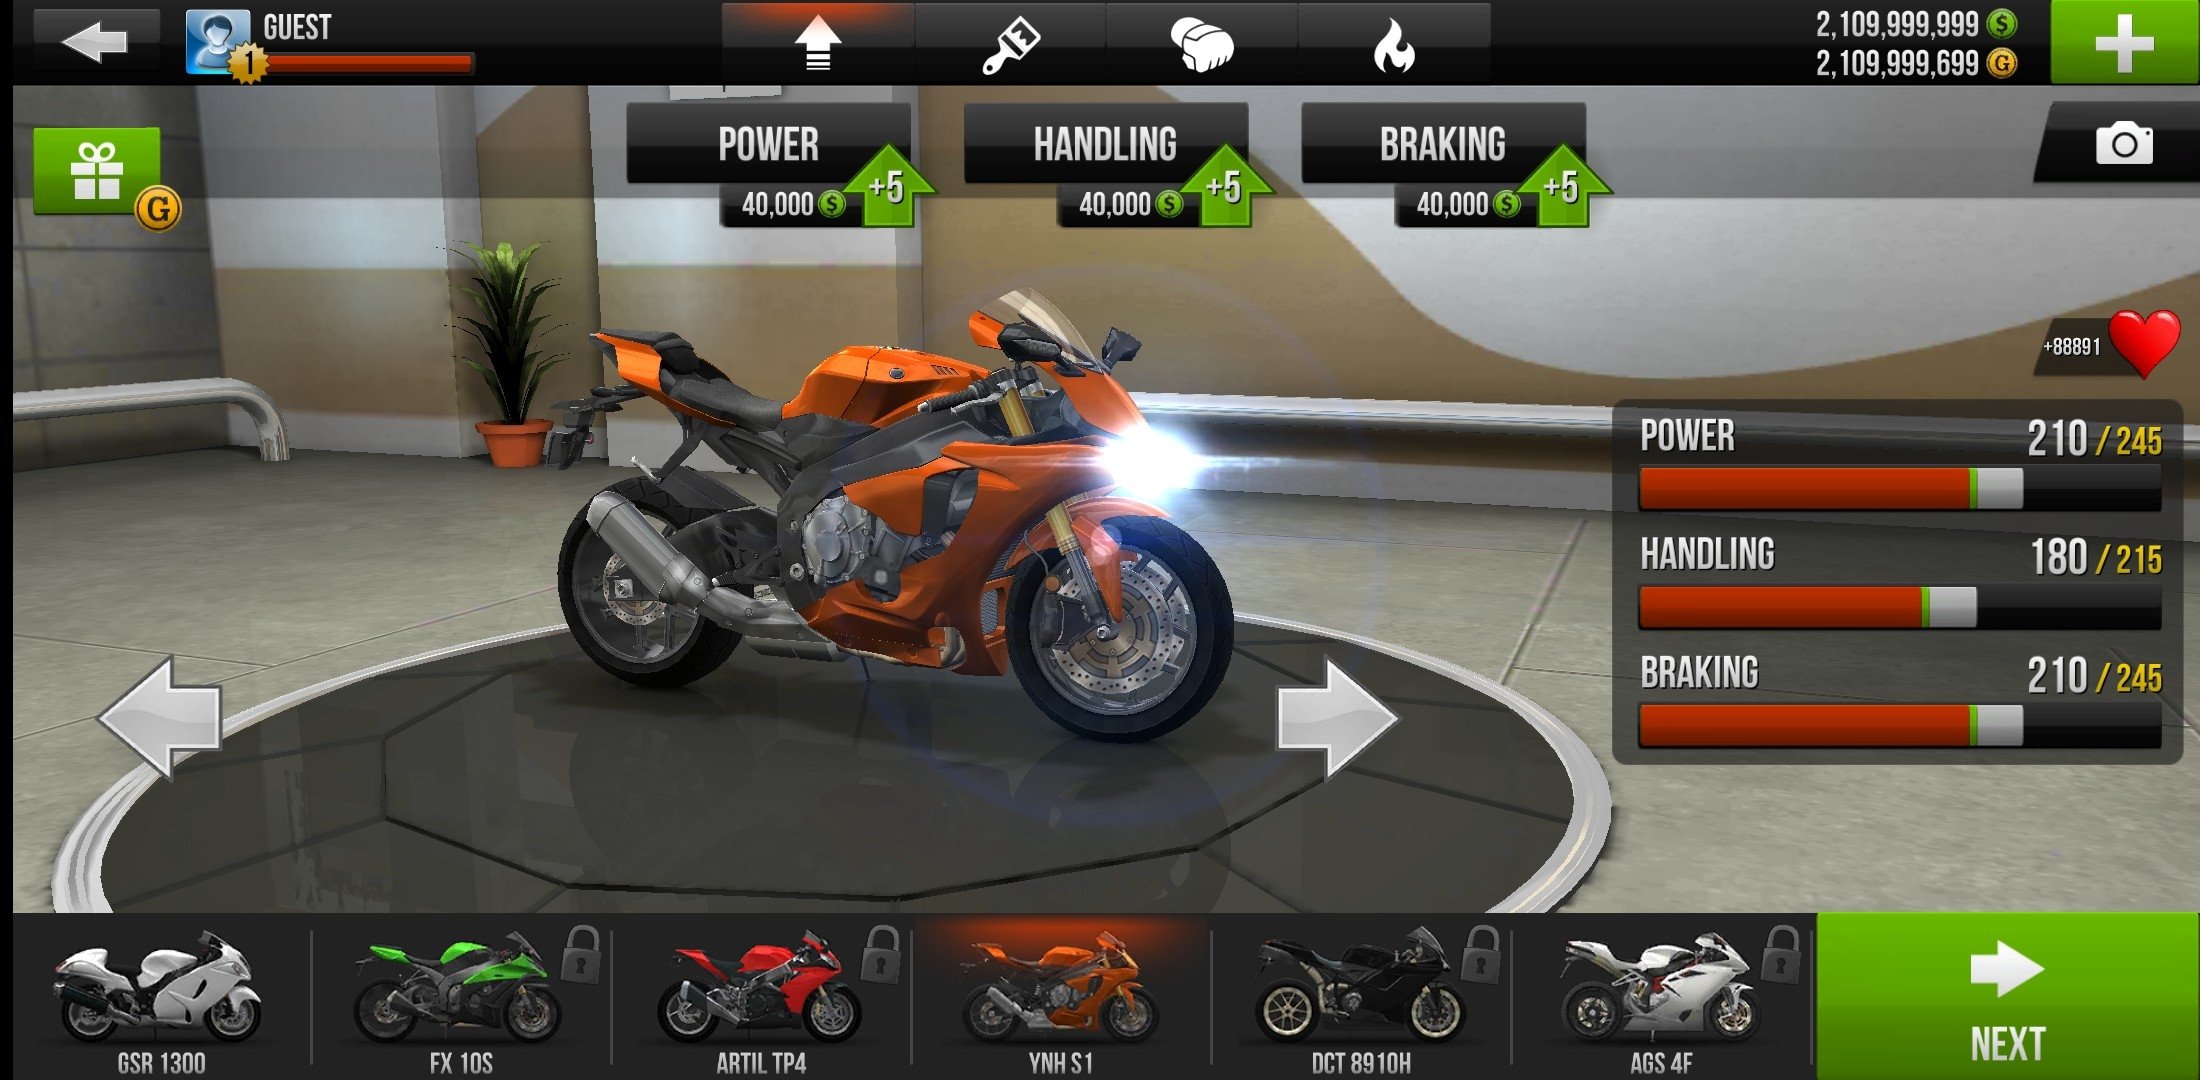 GUEST
1
2,109,999,999 $
2,109,999,699 G
POWER
40,000 $ +5
HANDLING
40,000 $ +5
BRAKING
40,000 $ +5
G
+88891
POWER 210 / 245
HANDLING 180 / 215
BRAKING 210 / 245
GSR 1300
FX 10S
ARTIL TP4
YNH S1
DCT 8910H
AGS 4F
NEXT